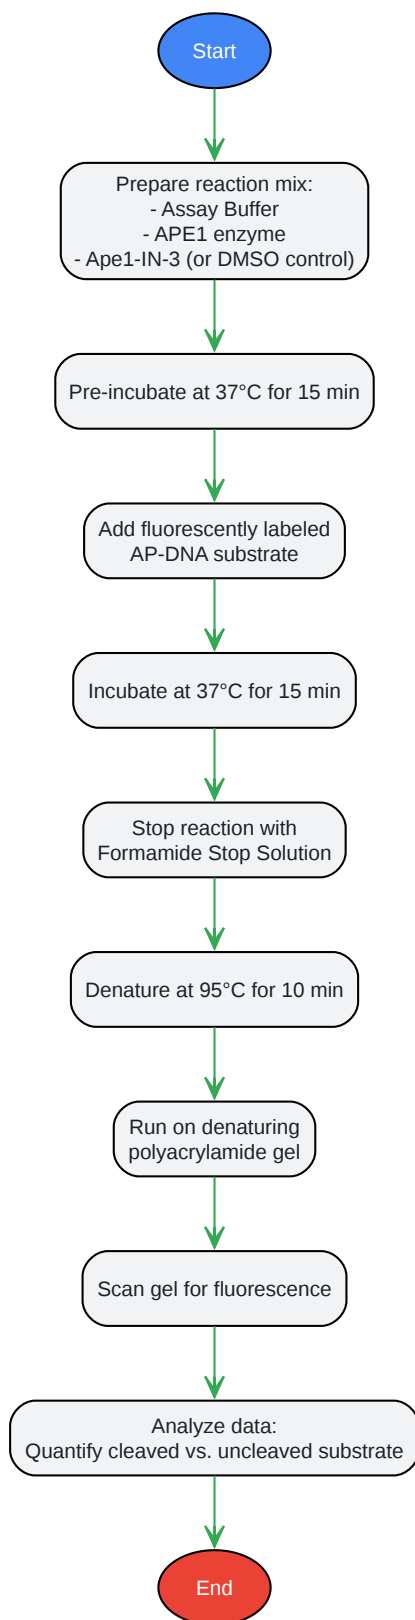 Start
Prepare reaction mix:
- Assay Buffer
- APE1 enzyme
- Ape1-IN-3 (or DMSO control)
Pre-incubate at 37°C for 15 min
Add fluorescently labeled
AP-DNA substrate
Incubate at 37°C for 15 min
Stop reaction with
Formamide Stop Solution
Denature at 95°C for 10 min
Run on denaturing
polyacrylamide gel
Scan gel for fluorescence
Analyze data:
Quantify cleaved vs. uncleaved substrate
End